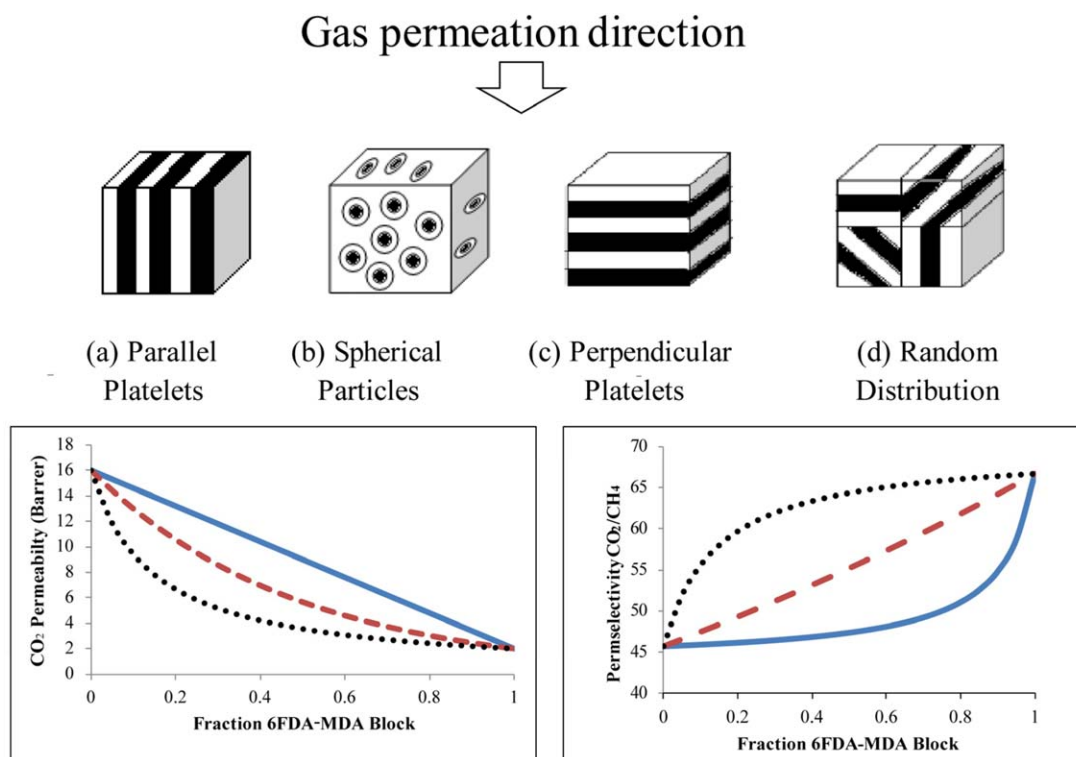 Gas permeation direction
(a) Parallel
Platelets
(b) Spherical
Particles
(c) Perpendicular
Platelets
(d) Random
Distribution
CO₂ Permeabilty (Barrer)
18
16
14
12
10
8
6
4
2
0
0 0.2 0.4 0.6 0.8 1
Fraction 6FDA-MDA Block
Permselectivity CO₂/CH₄
70
65
60
55
50
45
40
0 0.2 0.4 0.6 0.8 1
Fraction 6FDA-MDA Block